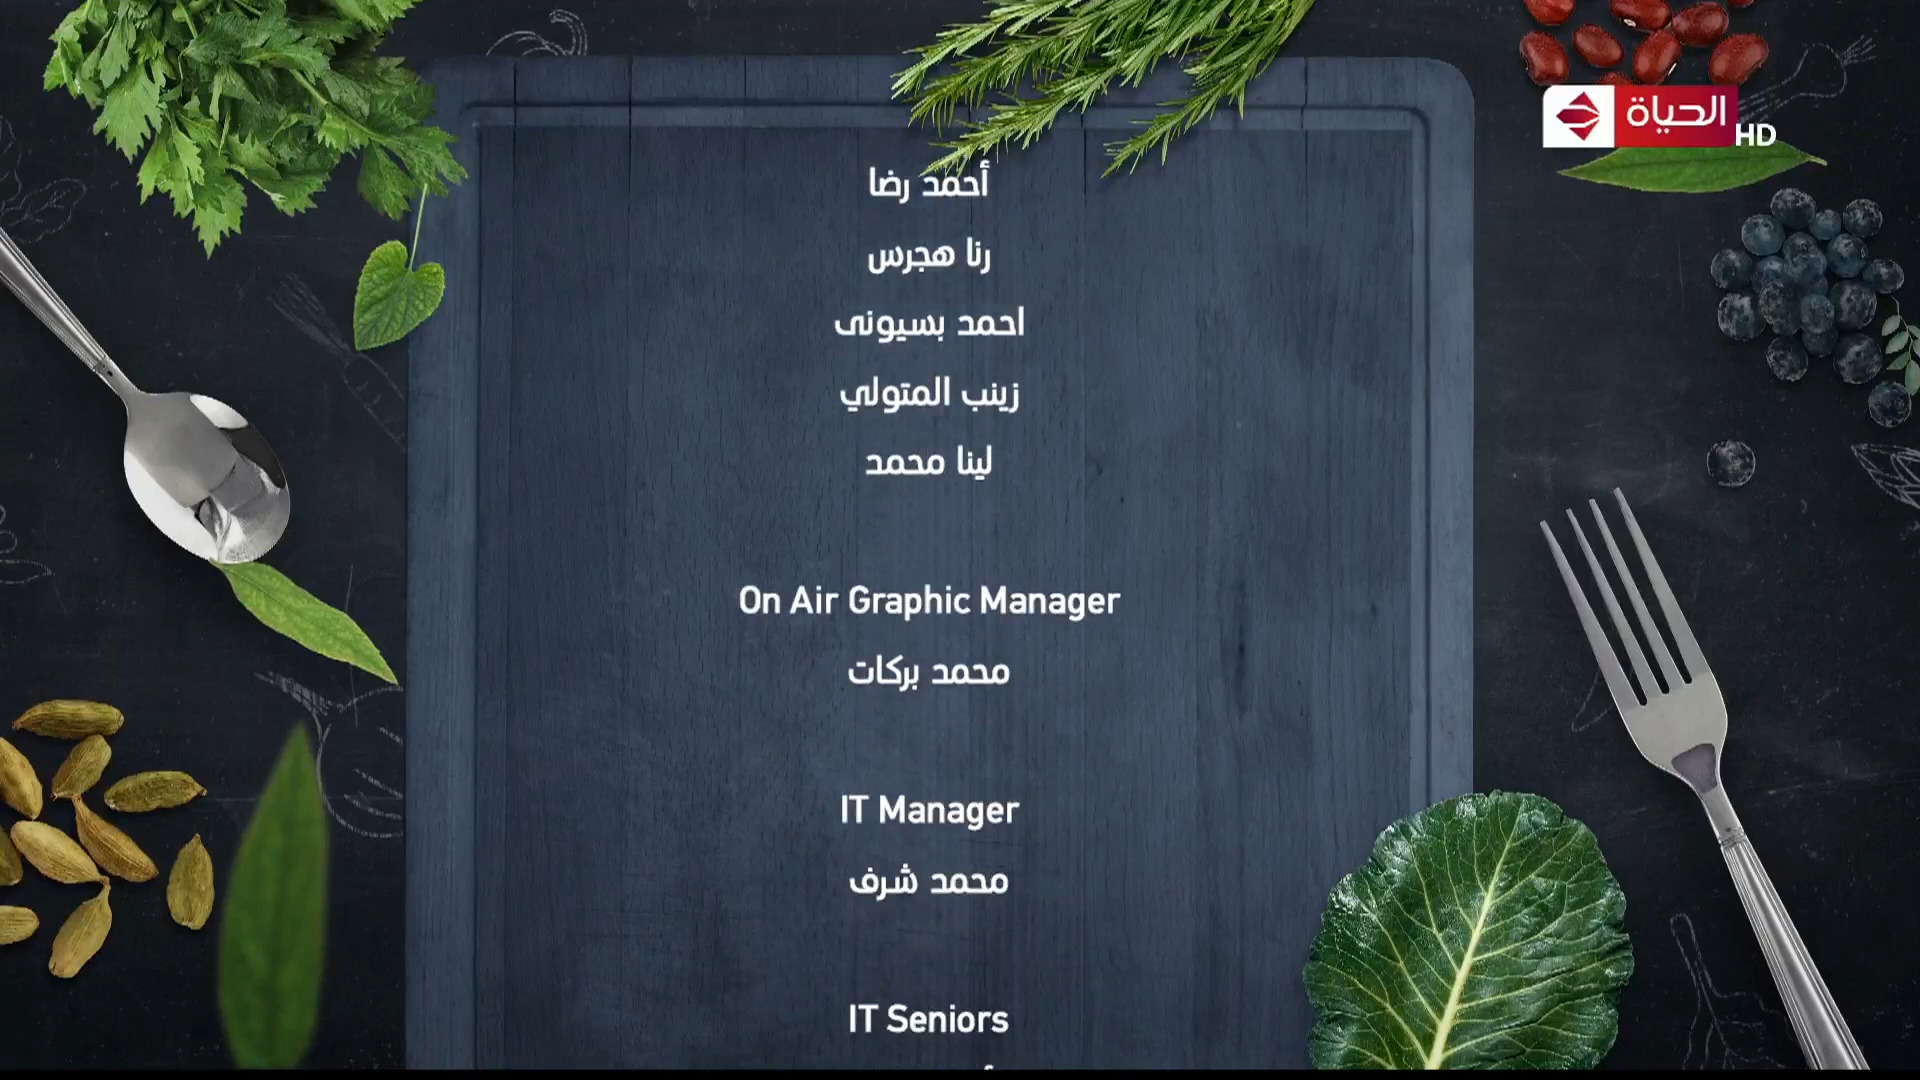 الحياة
HD
أحمد رضا
رنا هجرس
احمد بسيونى
زينب المتولي
لينا محمد
On Air Graphic Manager
محمد بركات
IT Manager
محمد شرف
IT Seniors